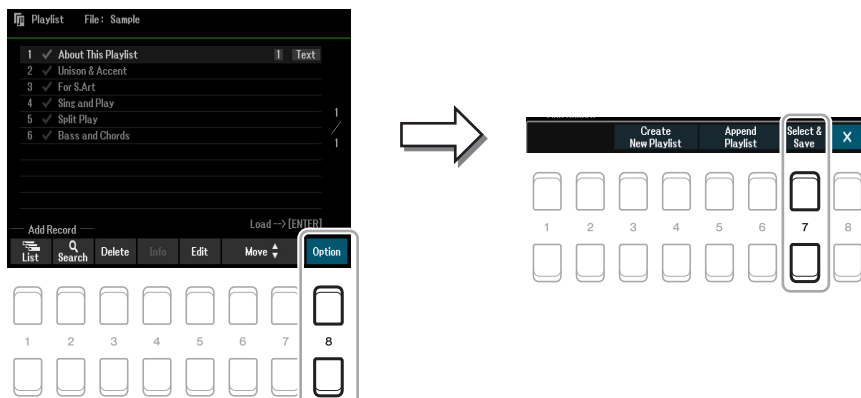 Playlist File: Sample
1 ✓ About This Playlist 1 Text
2 ✓ Unison & Accent
3 ✓ For S.Art
4 ✓ Sing and Play
5 ✓ Split Play
6 ✓ Bass and Chords
1
/
1
Add Record
Load --> [ENTER]
List Search Delete Info Edit Move Option
1 2 3 4 5 6 7 8
Create New Playlist
Append Playlist
Select & Save
X
1 2 3 4 5 6 7 8